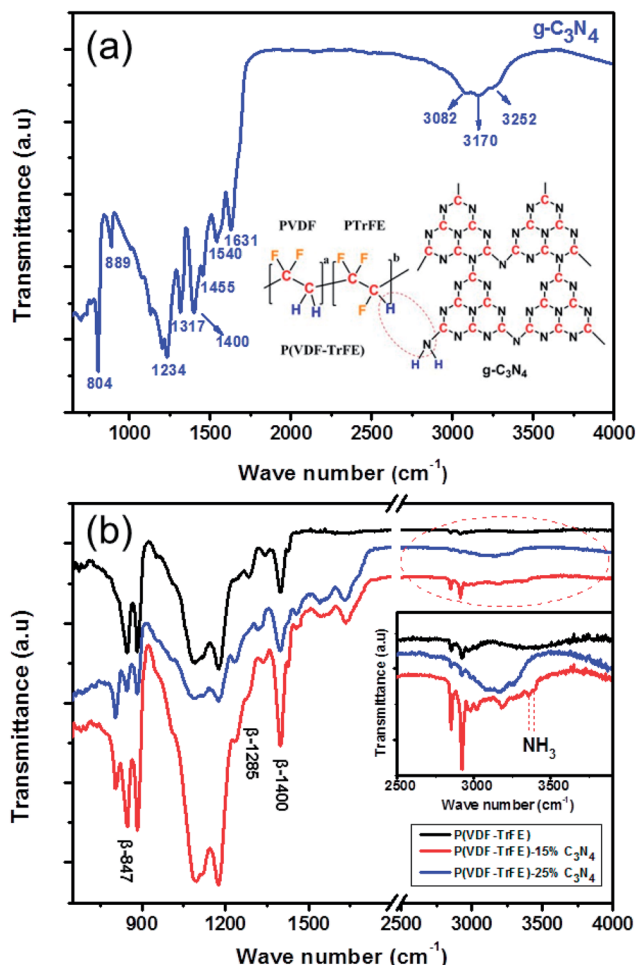 (a)
g-C₃N₄
Transmittance (a.u)
3082
3170
3252
889
1631
1540
1455
1317
1400
1234
804
PVDF
PTrFE
a
b
F F
F F
C C
C C
H H
F H
P(VDF-TrFE)
N
H H
g-C₃N₄
1000 1500 2000 2500 3000 3500 4000
Wave number (cm⁻¹)
(b)
Transmittance (a.u)
β-847
β-1285
β-1400
Transmittance (a.u)
NH₃
2500 3000 3500
Wave number (cm⁻¹)
P(VDF-TrFE)
P(VDF-TrFE)-15% C₃N₄
P(VDF-TrFE)-25% C₃N₄
900 1200 1500 2500 3000 3500 4000
Wave number (cm⁻¹)